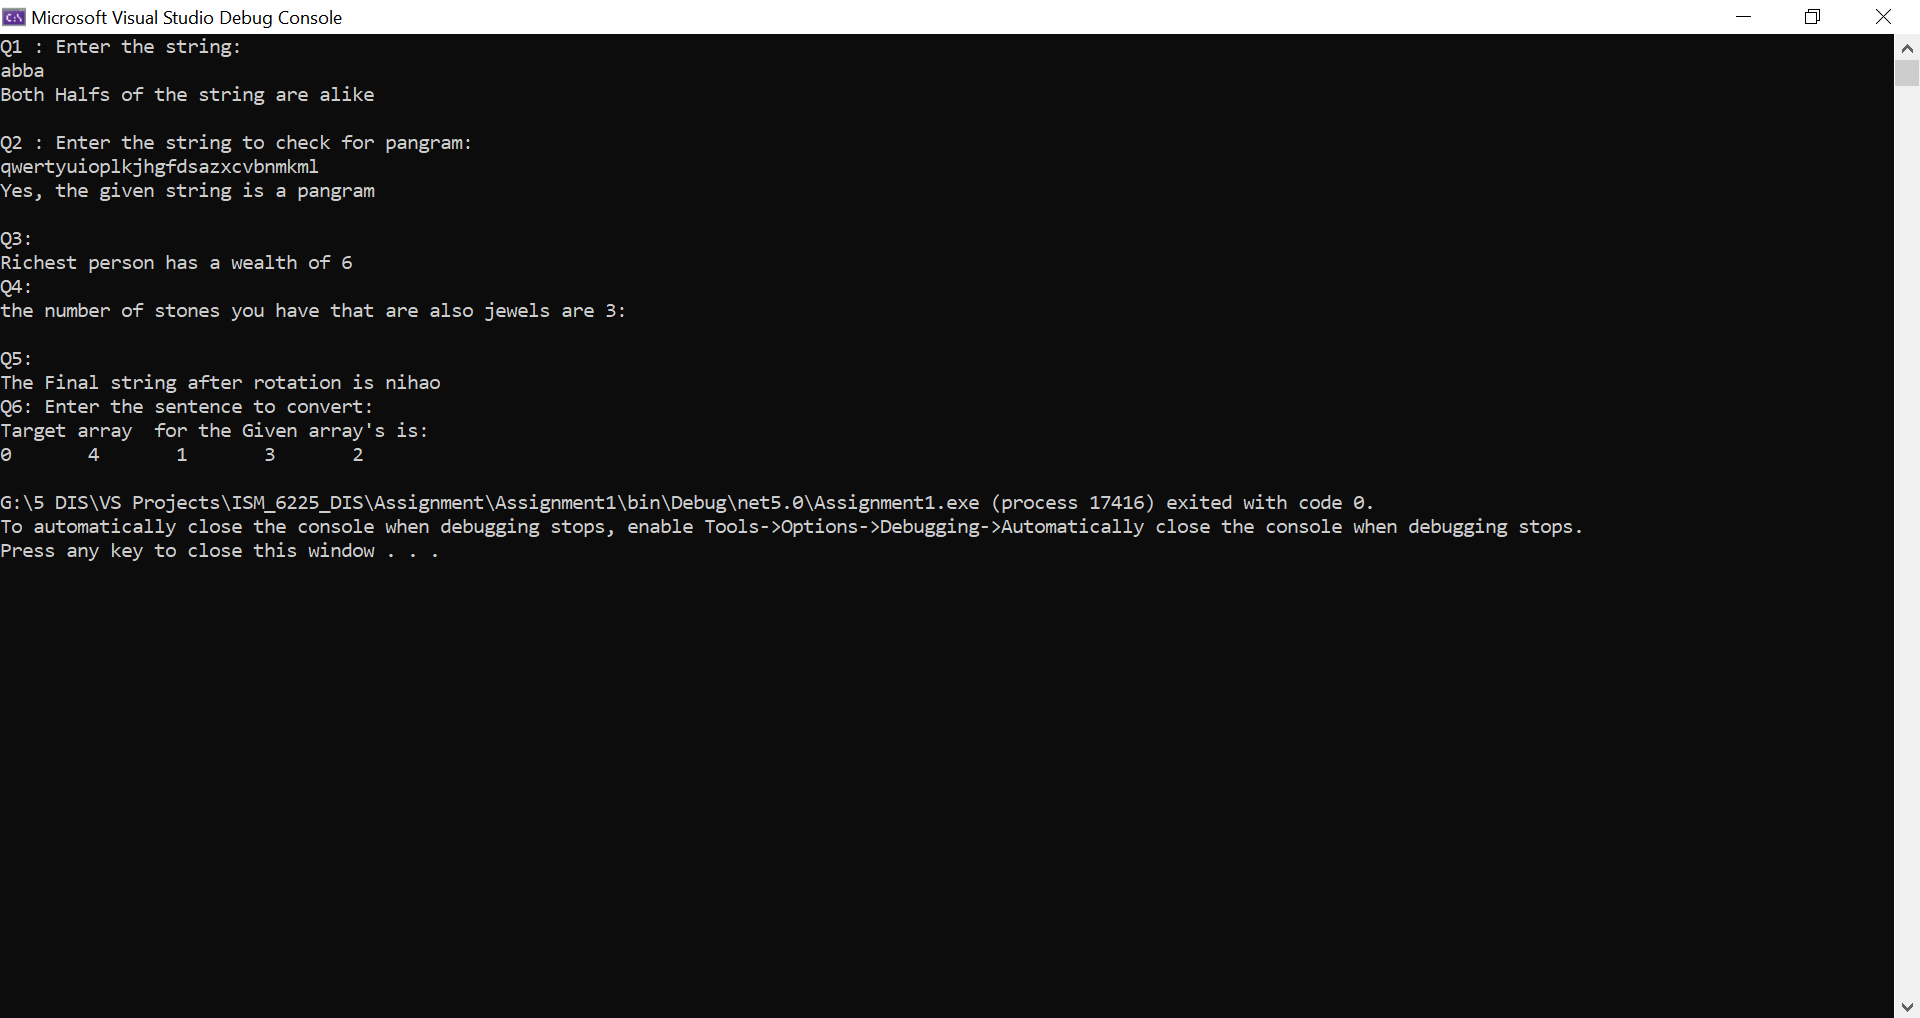 Microsoft Visual Studio Debug Console
Q1 : Enter the string:
abba
Both Halfs of the string are alike
Q2 : Enter the string to check for pangram:
qwertyuioplkjhgfdsazxcvbnmkml
Yes, the given string is a pangram
Q3:
Richest person has a wealth of 6
Q4:
the number of stones you have that are also jewels are 3:
Q5:
The Final string after rotation is nihao
Q6: Enter the sentence to convert:
Target array  for the Given array's is:
0       4       1       3       2
G:\5 DIS\VS Projects\ISM_6225_DIS\Assignment\Assignment1\bin\Debug\net5.0\Assignment1.exe (process 17416) exited with code 0.
To automatically close the console when debugging stops, enable Tools->Options->Debugging->Automatically close the console when debugging stops.
Press any key to close this window . . .